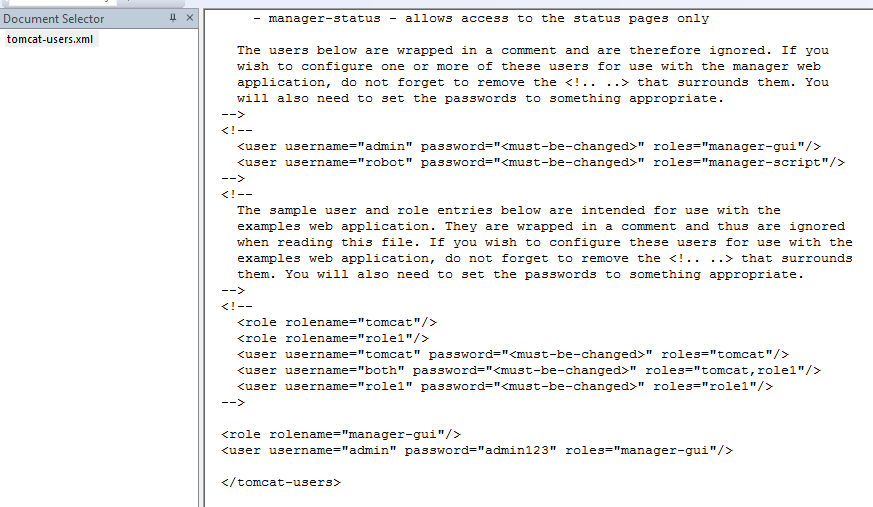 Document Selector
tomcat-users.xml
- manager-status - allows access to the status pages only
The users below are wrapped in a comment and are therefore ignored. If you
wish to configure one or more of these users for use with the manager web
application, do not forget to remove the <!.. ..> that surrounds them. You
will also need to set the passwords to something appropriate.
-->
<!--
<user username="admin" password="<must-be-changed>" roles="manager-gui"/>
<user username="robot" password="<must-be-changed>" roles="manager-script"/>
-->
<!--
The sample user and role entries below are intended for use with the
examples web application. They are wrapped in a comment and thus are ignored
when reading this file. If you wish to configure these users for use with the
examples web application, do not forget to remove the <!.. ..> that surrounds
them. You will also need to set the passwords to something appropriate.
-->
<!--
<role rolename="tomcat"/>
<role rolename="role1"/>
<user username="tomcat" password="<must-be-changed>" roles="tomcat"/>
<user username="both" password="<must-be-changed>" roles="tomcat,role1"/>
<user username="role1" password="<must-be-changed>" roles="role1"/>
-->
<role rolename="manager-gui"/>
<user username="admin" password="admin123" roles="manager-gui"/>
</tomcat-users>